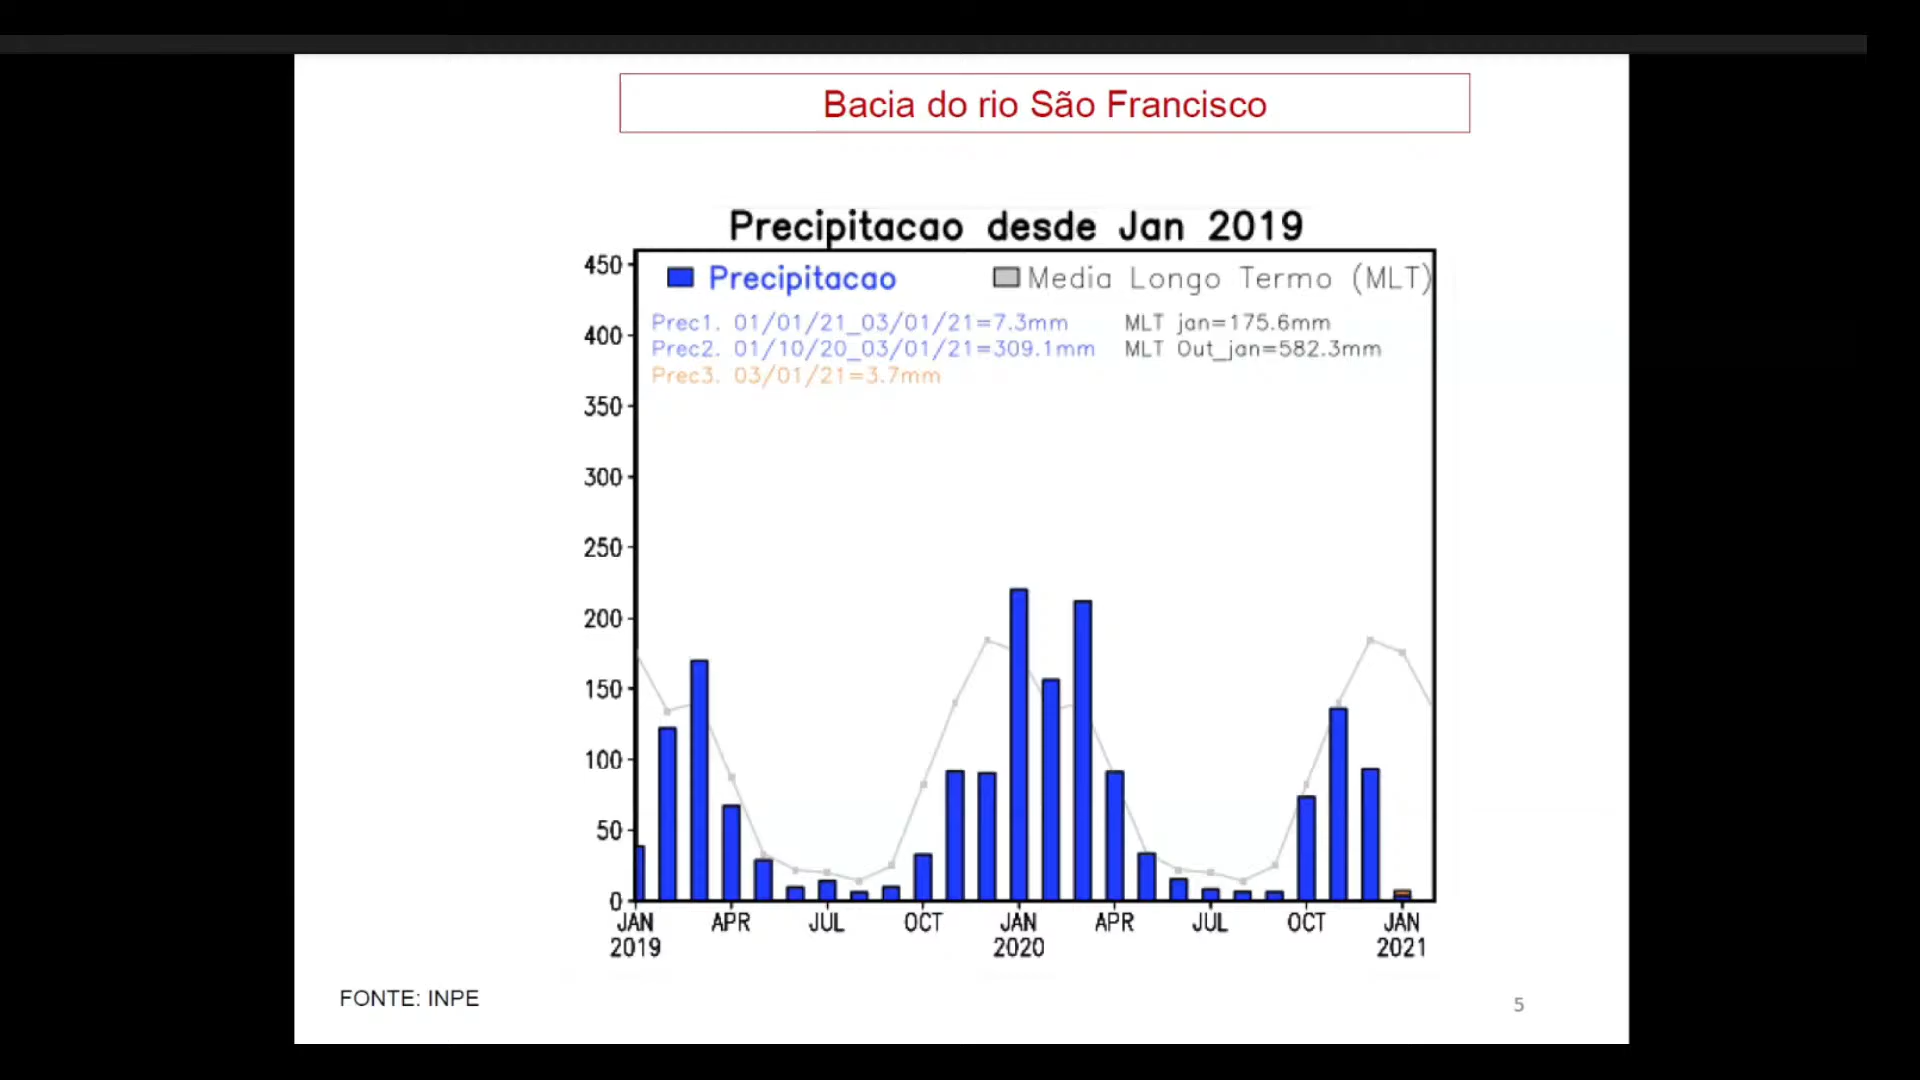 Bacia do rio São Francisco
Precipitacao desde Jan 2019
Precipitacao
Media Longo Termo (MLT)
Prec1. 01/01/21_03/01/21=7.3mm MLT jan=175.6mm
Prec2. 01/10/20_03/01/21=309.1mm MLT Out_jan=582.3mm
Prec3. 03/01/21=3.7mm
450
400
350
300
250
200
150
100
50
0
JAN APR JUL OCT JAN APR JUL OCT JAN
2019 2020 2021
FONTE: INPE
5